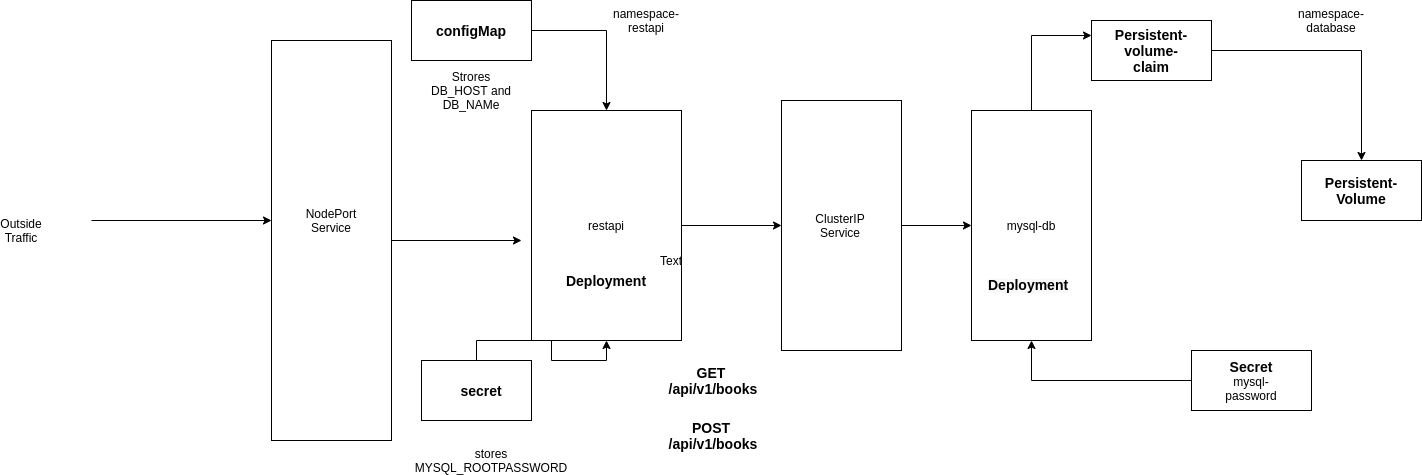 configMap
namespace-
restapi
namespace-
database
Strores
DB_HOST and
DB_NAMe
Persistent-
volume-
claim
Persistent-
Volume
Outside
Traffic
NodePort
Service
restapi
Text
Deployment
ClusterIP
Service
mysql-db
Deployment
secret
stores
MYSQL_ROOTPASSWORD
GET
/api/v1/books
POST
/api/v1/books
Secret
mysql-
password